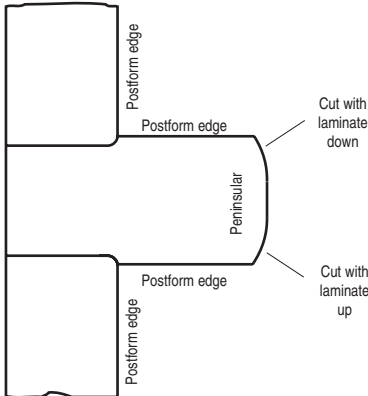 Postform edge
Postform edge
Cut with
laminate
down
Peninsular
Postform edge
Cut with
laminate
up
Postform edge